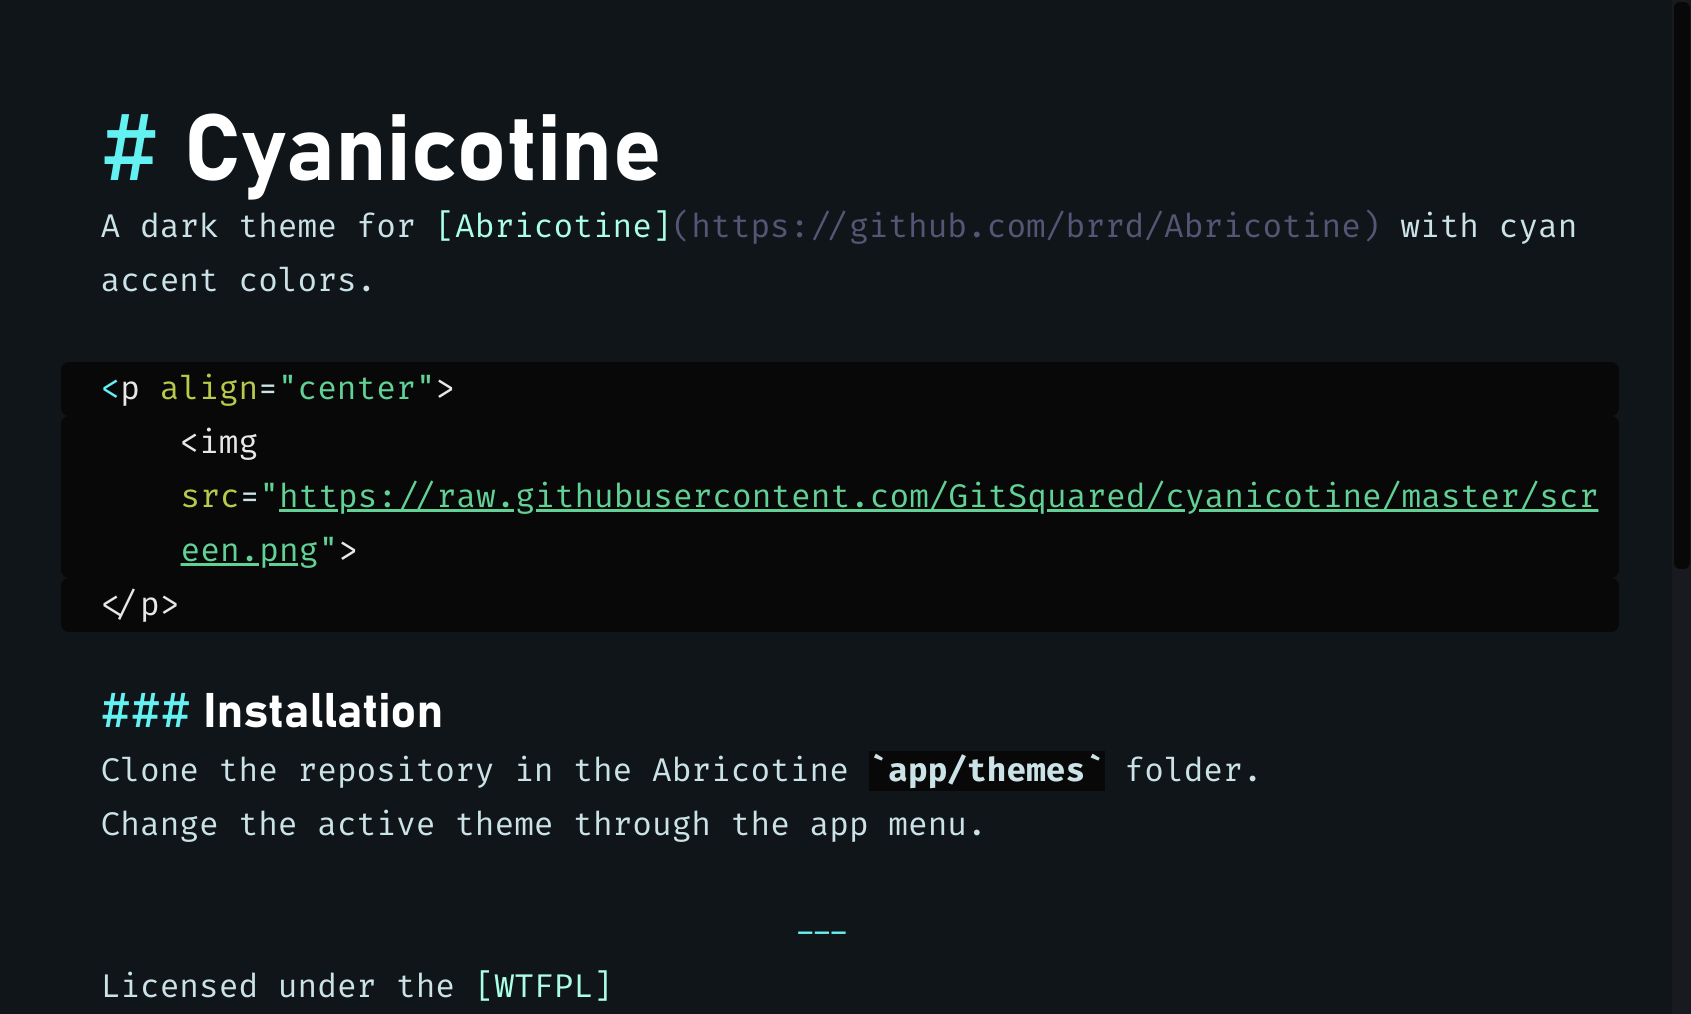 # Cyanicotine
A dark theme for [Abricotine](https://github.com/brrd/Abricotine) with cyan
accent colors.
<p align="center">
<img
src="https://raw.githubusercontent.com/GitSquared/cyanicotine/master/scr
een.png">
</p>
### Installation
Clone the repository in the Abricotine `app/themes` folder.
Change the active theme through the app menu.
---
Licensed under the [WTFPL]